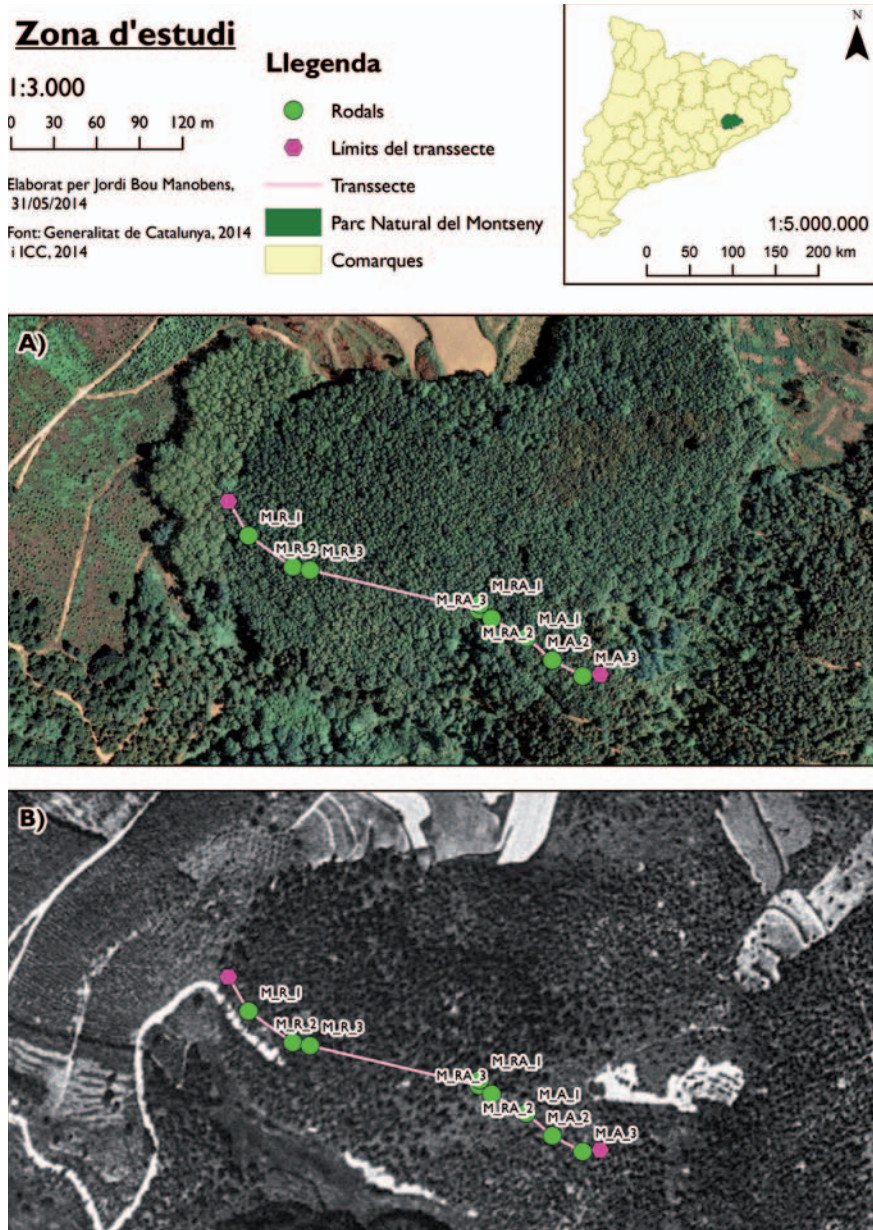 Zona d'estudi
1:3.000
0 30 60 90 120 m
Elaborat per Jordi Bou Manobens,
31/05/2014
Font: Generalitat de Catalunya, 2014
i ICC, 2014
Llegenda
Rodals
Límits del transsecte
Transsecte
Parc Natural del Montseny
Comarques
N
1:5.000.000
0 50 100 150 200 km
A)
M_R_1
M_R_2 M_R_3
M_RA_1
M_RA_3
M_A_1
M_RA_2
M_A_2
M_A_3
B)
M_R_1
M_R_2 M_R_3
M_RA_1
M_RA_3
M_A_1
M_RA_2
M_A_2
M_A_3